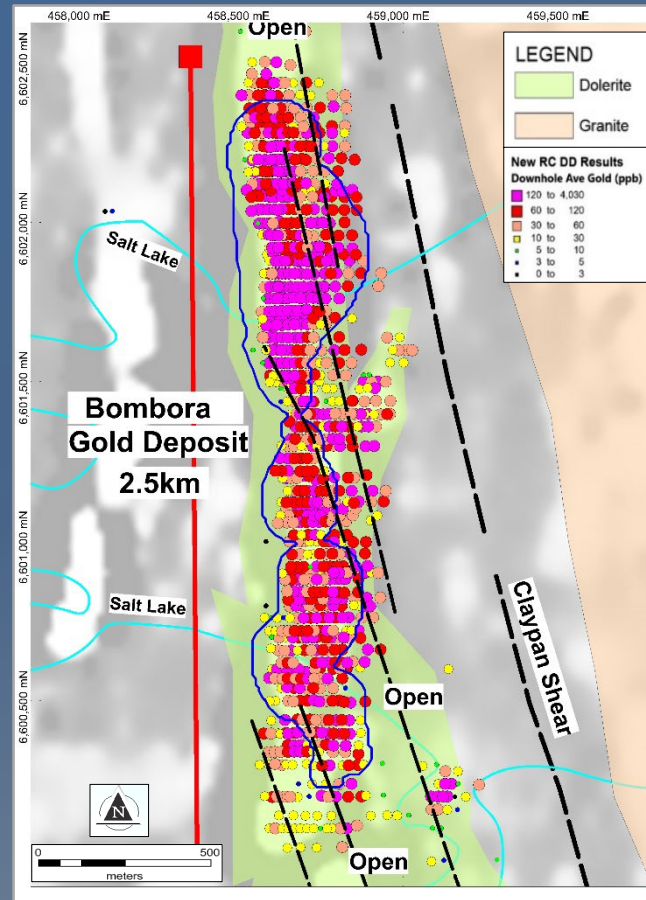 458,000 mE
458,500 mE
459,000 mE
459,500 mE
Open
6,602,500 mN
LEGEND
Dolerite
Granite
New RC DD Results
Downhole Ave Gold (ppb)
120 to 4,030
60 to 120
30 to 60
10 to 30
5 to 10
3 to 5
0 to 3
6,602,000 mN
Salt Lake
6,601,500 mN
Bombora
Gold Deposit
2.5km
6,601,000 mN
Salt Lake
Claypan Shear
Open
6,600,500 mN
N
0 500
meters
Open